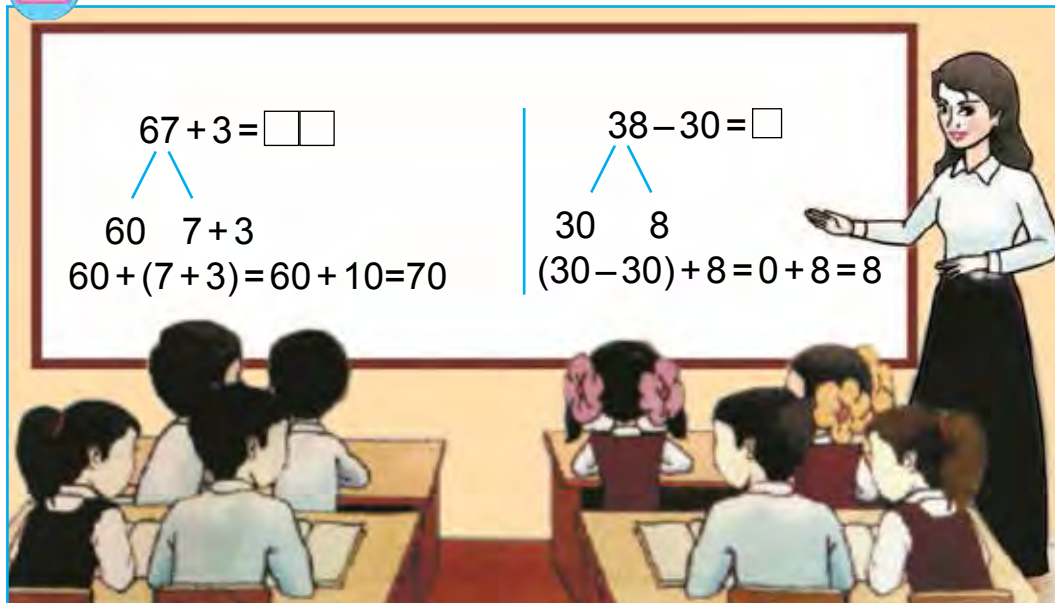 67 + 3 = □□
60 7 + 3
60 + (7 + 3) = 60 + 10=70
38 – 30 = □
30 8
(30 – 30) + 8 = 0 + 8 = 8